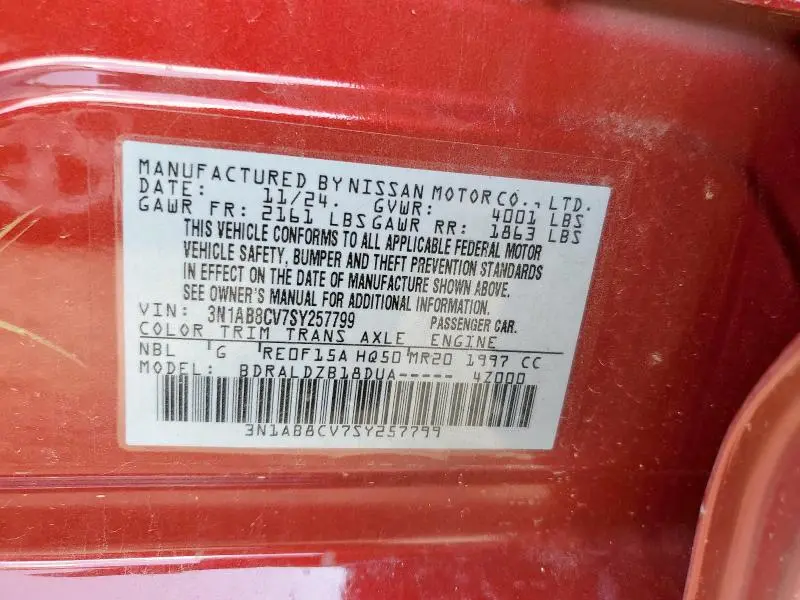 MANUFACTURED BY NISSAN MOTOR CO., LTD.
DATE: 11/24. GVWR: 4001 LBS
GAWR FR: 2161 LBS GAWR RR: 1863 LBS
THIS VEHICLE CONFORMS TO ALL APPLICABLE FEDERAL MOTOR
VEHICLE SAFETY, BUMPER AND THEFT PREVENTION STANDARDS
IN EFFECT ON THE DATE OF MANUFACTURE SHOWN ABOVE.
SEE OWNER'S MANUAL FOR ADDITIONAL INFORMATION.
VIN: 3N1AB8CV7SY257799 PASSENGER CAR.
COLOR TRIM TRANS AXLE ENGINE
NBL G RE0F15A HQ50 MR20 1997 CC
MODEL: BDRALDZB18DUA----- 4Z000
3N1AB8CV7SY257799